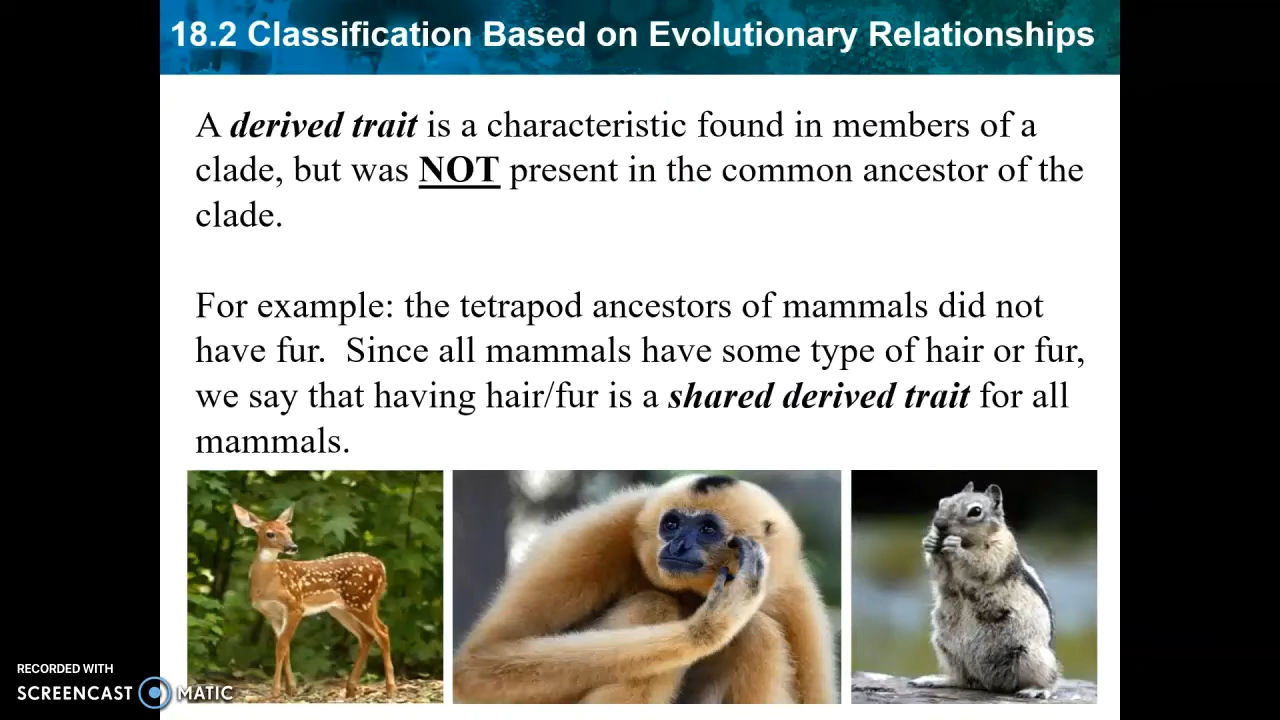 18.2 Classification Based on Evolutionary Relationships
A derived trait is a characteristic found in members of a
clade, but was NOT present in the common ancestor of the
clade.
For example: the tetrapod ancestors of mammals did not
have fur.  Since all mammals have some type of hair or fur,
we say that having hair/fur is a shared derived trait for all
mammals.
RECORDED WITH
SCREENCAST MATIC